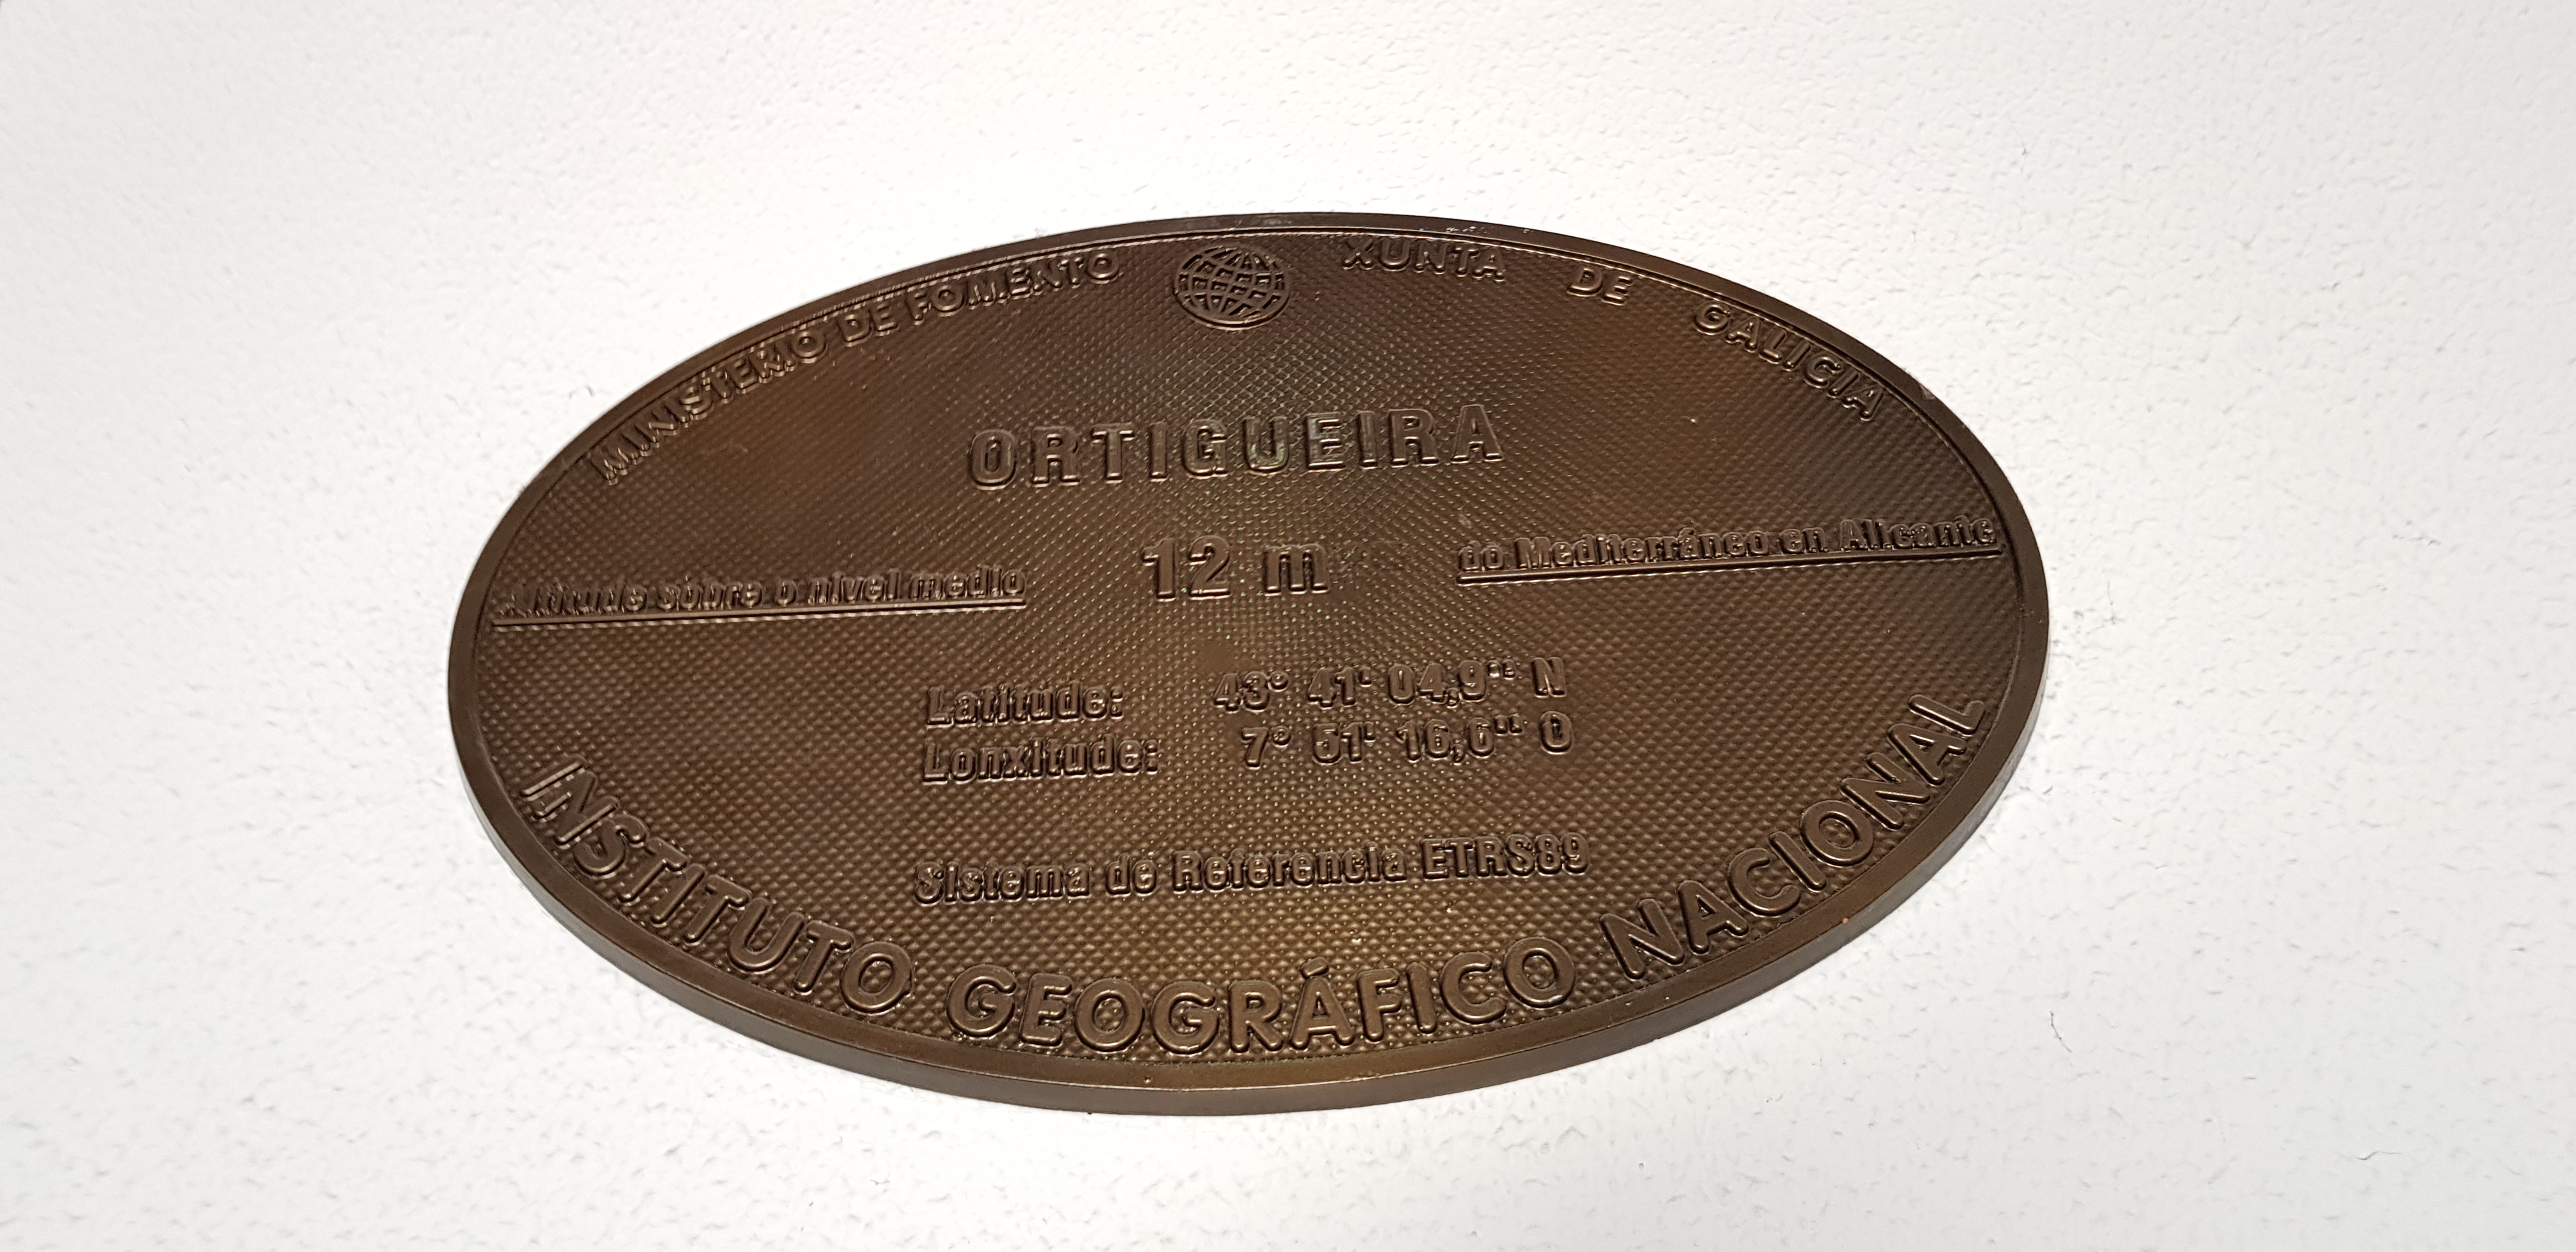 MINISTERIO DE FOMENTO XUNTA DE GALICIA
ORTIGUEIRA
Altitude sobre o nivel medio 12 m do Mediterráneo en Alicante
Latitude: 43° 41' 04,9'' N
Lonxitude: 7° 51' 16,6'' O
Sistema de Referencia ETRS89
INSTITUTO GEOGRÁFICO NACIONAL